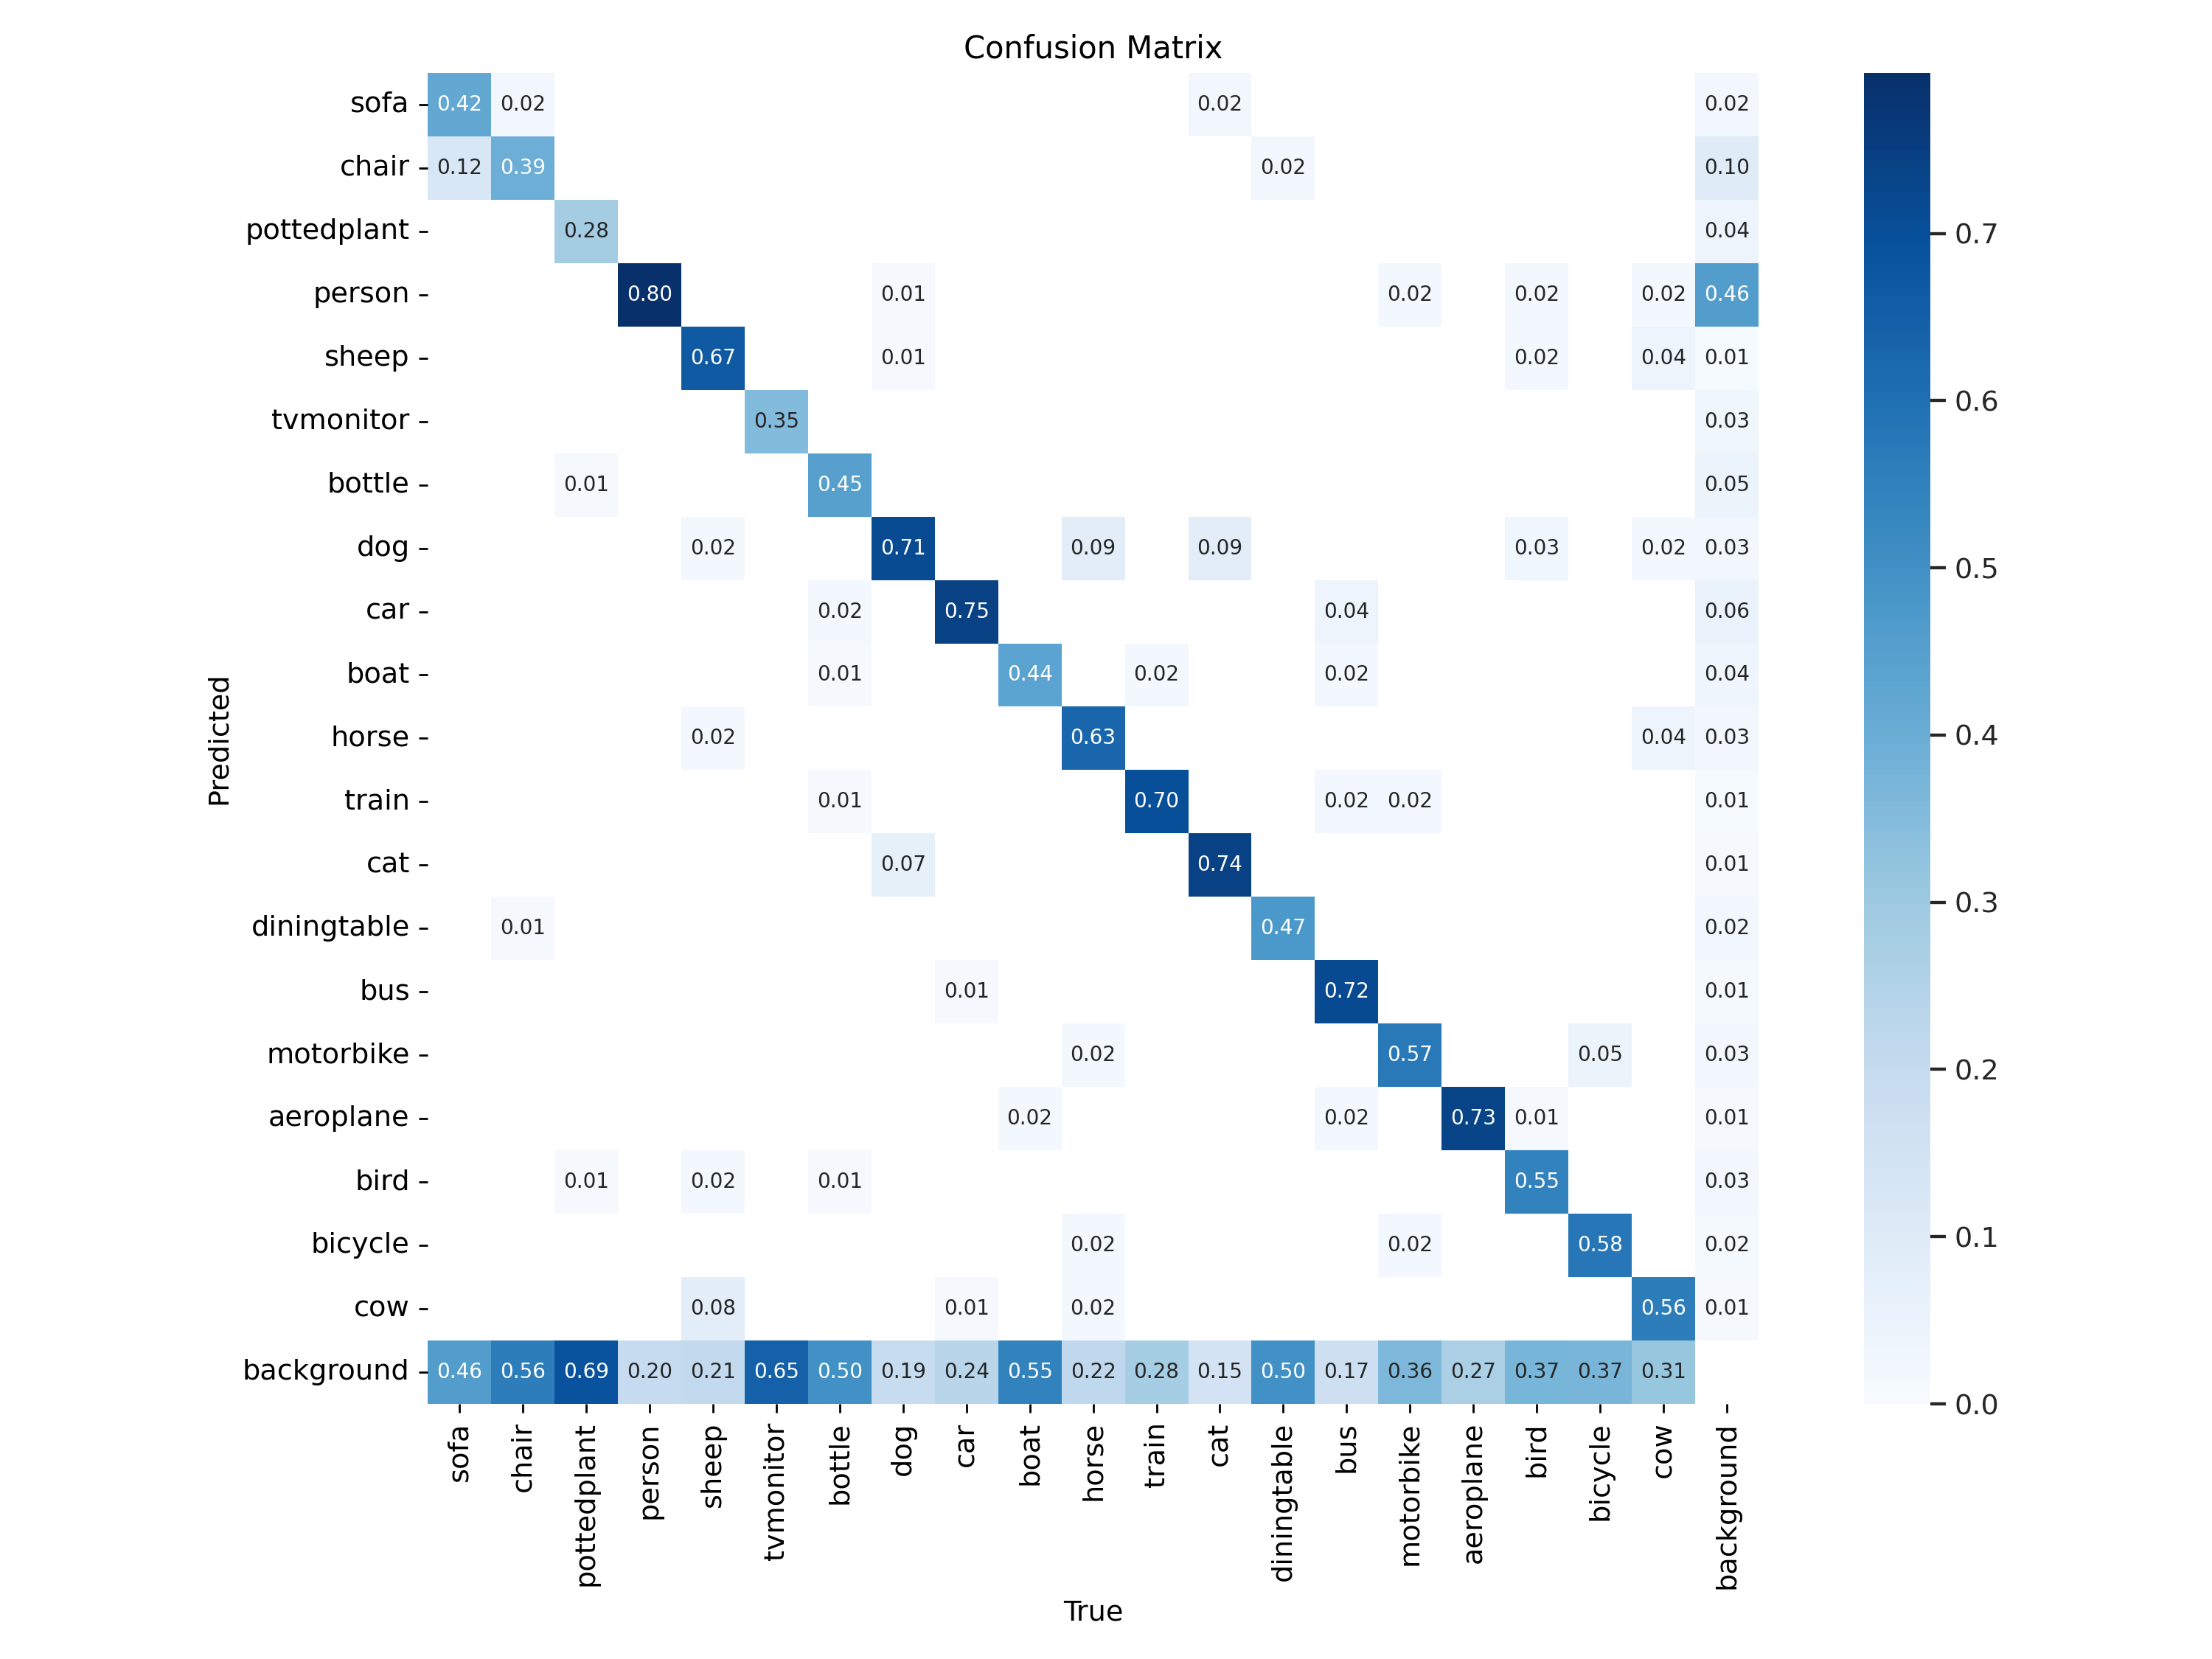 Confusion Matrix
sofa 0.42 0.02 0.02 0.02
chair 0.12 0.39 0.02 0.10
pottedplant 0.28 0.04
person 0.80 0.01 0.02 0.02 0.02 0.46
sheep 0.67 0.01 0.02 0.04 0.01
tvmonitor 0.35 0.03
bottle 0.01 0.45 0.05
dog 0.02 0.71 0.09 0.09 0.03 0.02 0.03
car 0.02 0.75 0.04 0.06
boat 0.01 0.44 0.02 0.02 0.04
horse 0.02 0.63 0.04 0.03
train 0.01 0.70 0.02 0.02 0.01
cat 0.07 0.74 0.01
diningtable 0.01 0.47 0.02
bus 0.01 0.72 0.01
motorbike 0.02 0.57 0.05 0.03
aeroplane 0.02 0.02 0.73 0.01 0.01
bird 0.01 0.02 0.01 0.55 0.03
bicycle 0.02 0.02 0.58 0.02
cow 0.08 0.01 0.02 0.56 0.01
background 0.46 0.56 0.69 0.20 0.21 0.65 0.50 0.19 0.24 0.55 0.22 0.28 0.15 0.50 0.17 0.36 0.27 0.37 0.37 0.31
Predicted
sofa chair pottedplant person sheep tvmonitor bottle dog car boat horse train cat diningtable bus motorbike aeroplane bird bicycle cow background
True
0.7
0.6
0.5
0.4
0.3
0.2
0.1
0.0